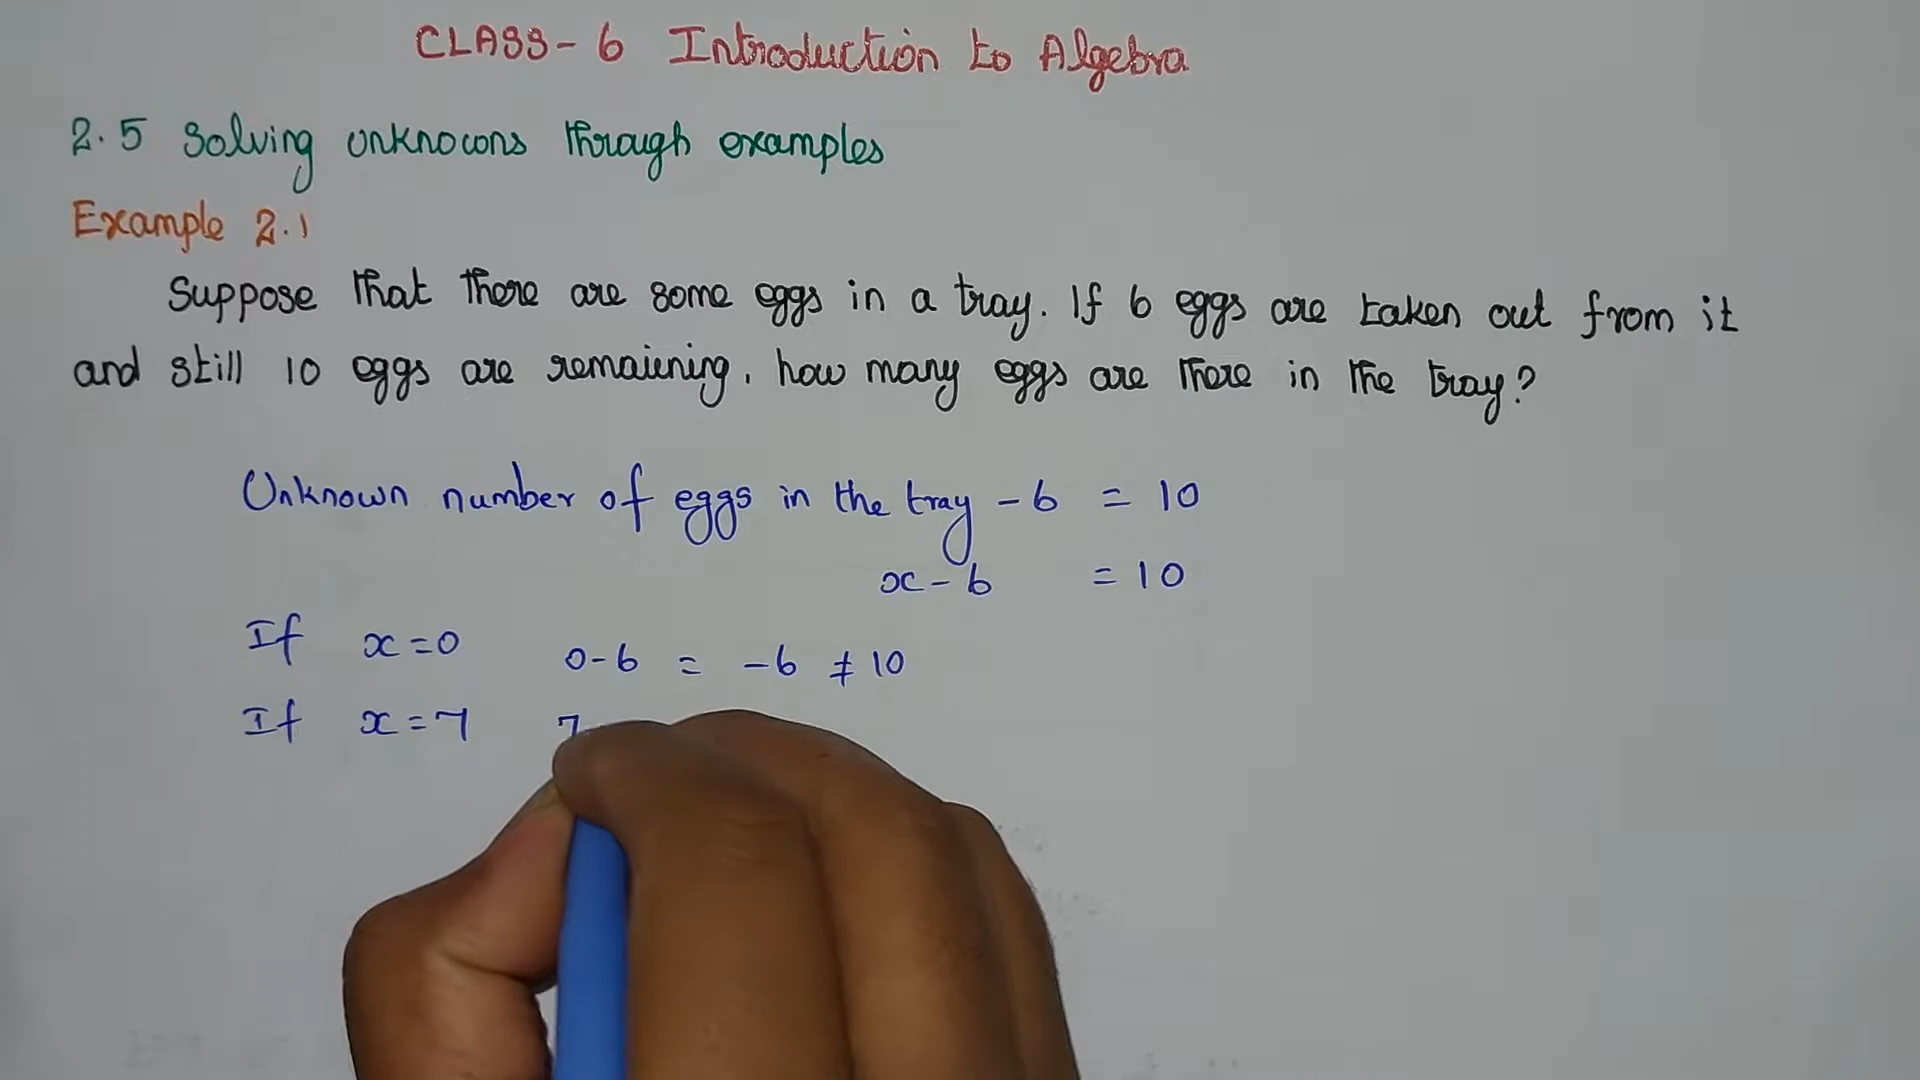 CLASS-6 Introduction to Algebra
2.5 Solving unknowns through examples
Example 2.1
Suppose that there are some eggs in a tray. If 6 eggs are taken out from it
and still 10 eggs are remaining, how many eggs are there in the tray?
Unknown number of eggs in the tray - 6 = 10
x - 6 = 10
If x=0 0-6 = -6 ≠ 10
If x=7 7